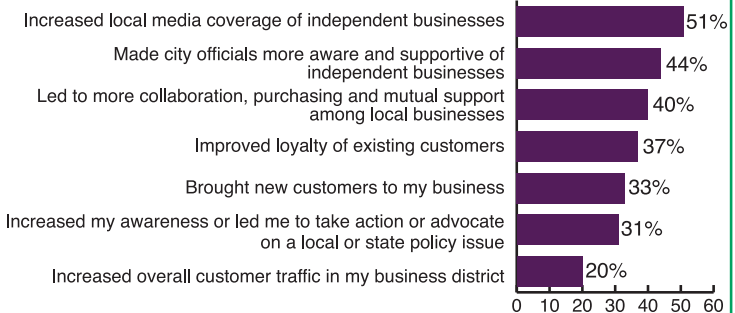 Increased local media coverage of independent businesses
51%
Made city officials more aware and supportive of
independent businesses
44%
Led to more collaboration, purchasing and mutual support
among local businesses
40%
Improved loyalty of existing customers
37%
Brought new customers to my business
33%
Increased my awareness or led me to take action or advocate
on a local or state policy issue
31%
Increased overall customer traffic in my business district
20%
0 10 20 30 40 50 60